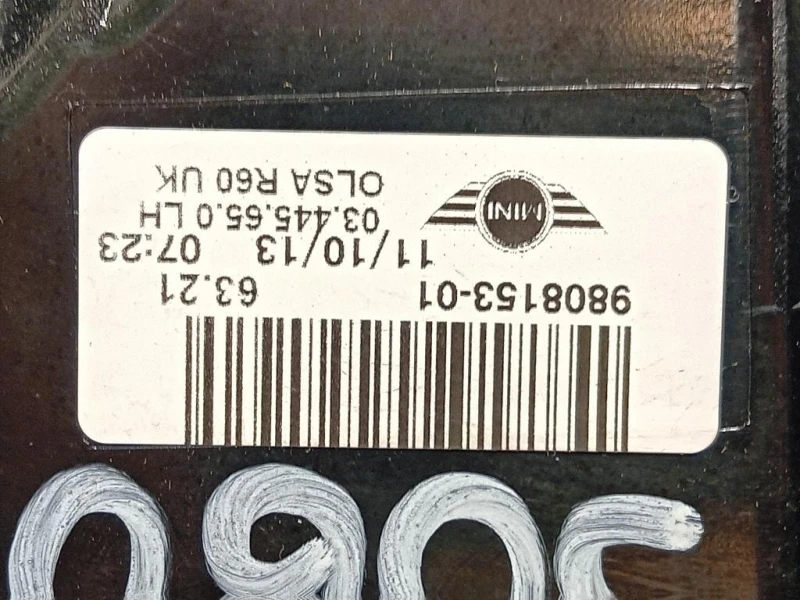 9808153-01 63.21
11/10/13 07:23
03.445.65.0 LH
MINI
OLSA R60 UK